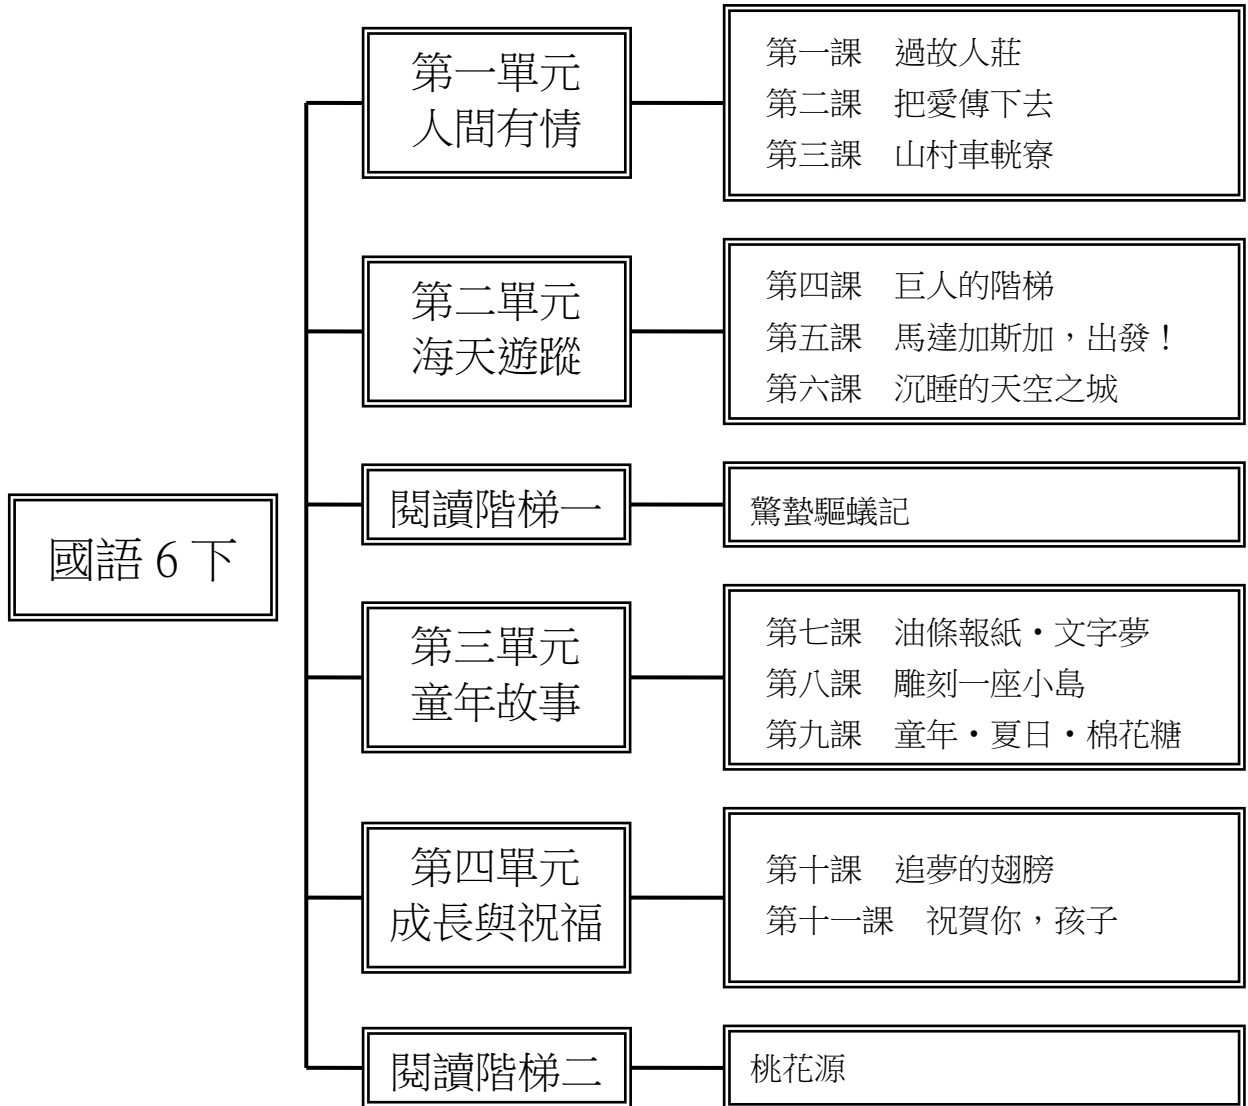 國語 6 下
第一單元
人間有情
第一課 過故人莊
第二課 把愛傳下去
第三課 山村車輄寮
第二單元
海天遊蹤
第四課 巨人的階梯
第五課 馬達加斯加，出發！
第六課 沉睡的天空之城
閱讀階梯一
驚蟄驅蟻記
第三單元
童年故事
第七課 油條報紙・文字夢
第八課 雕刻一座小島
第九課 童年・夏日・棉花糖
第四單元
成長與祝福
第十課 追夢的翅膀
第十一課 祝賀你，孩子
閱讀階梯二
桃花源